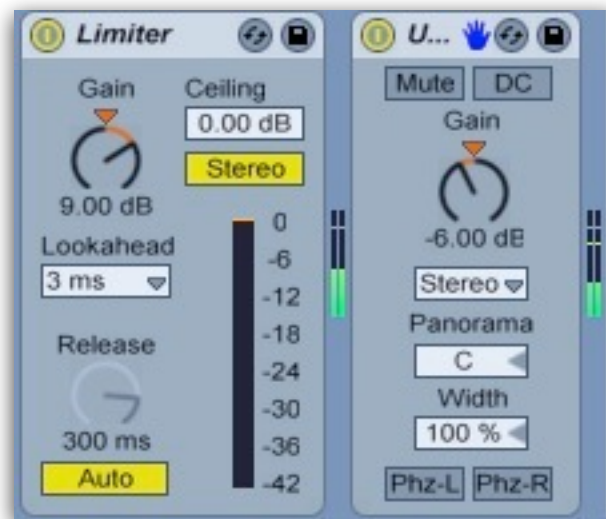 Limiter
Gain
Ceiling
0.00 dB
Stereo
9.00 dB
Lookahead
3 ms
Release
300 ms
Auto
0
-6
-12
-18
-24
-30
-36
-42
U...
Mute DC
Gain
-6.00 dB
Stereo
Panorama
C
Width
100 %
Phz-L Phz-R